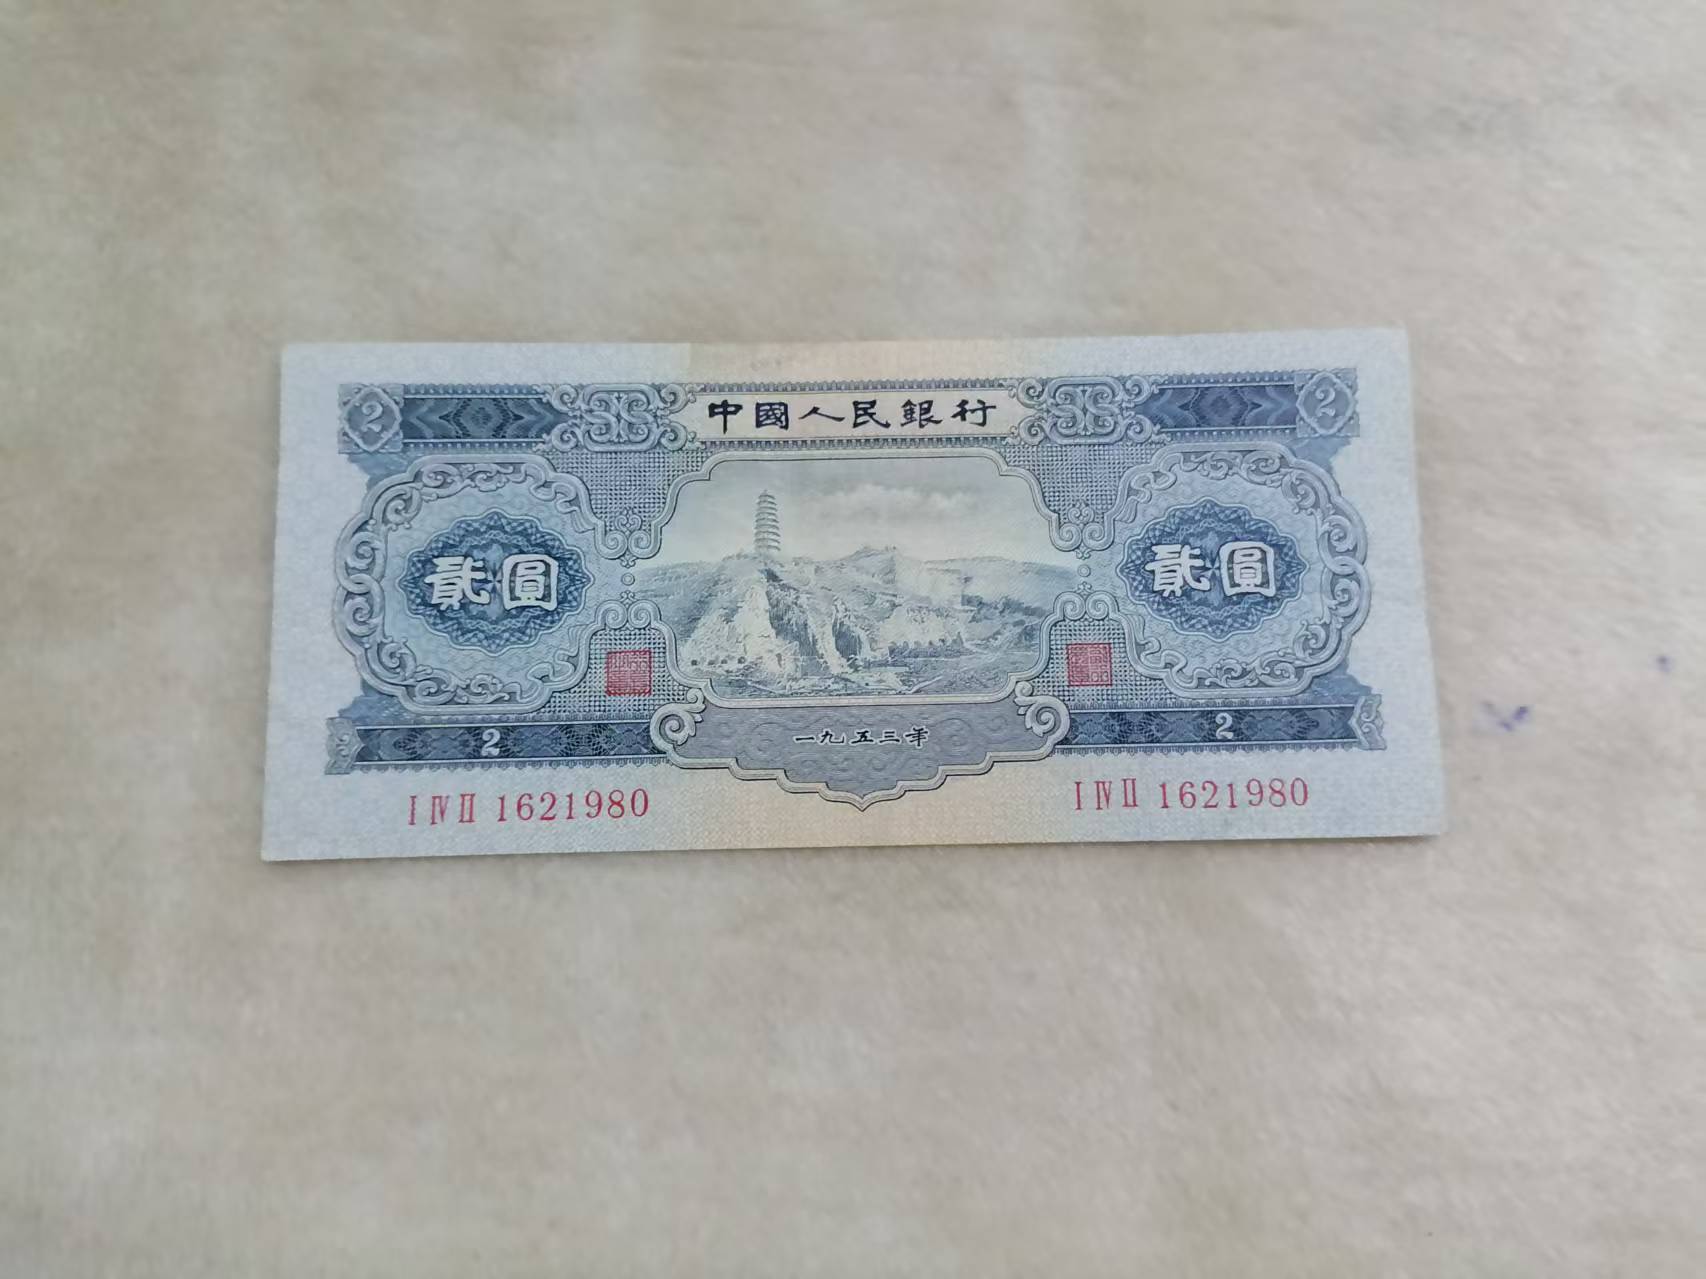 2 中國人民銀行 2
貳圓 貳圓
2 一九五三年 2
I IV II 1621980 I IV II 1621980